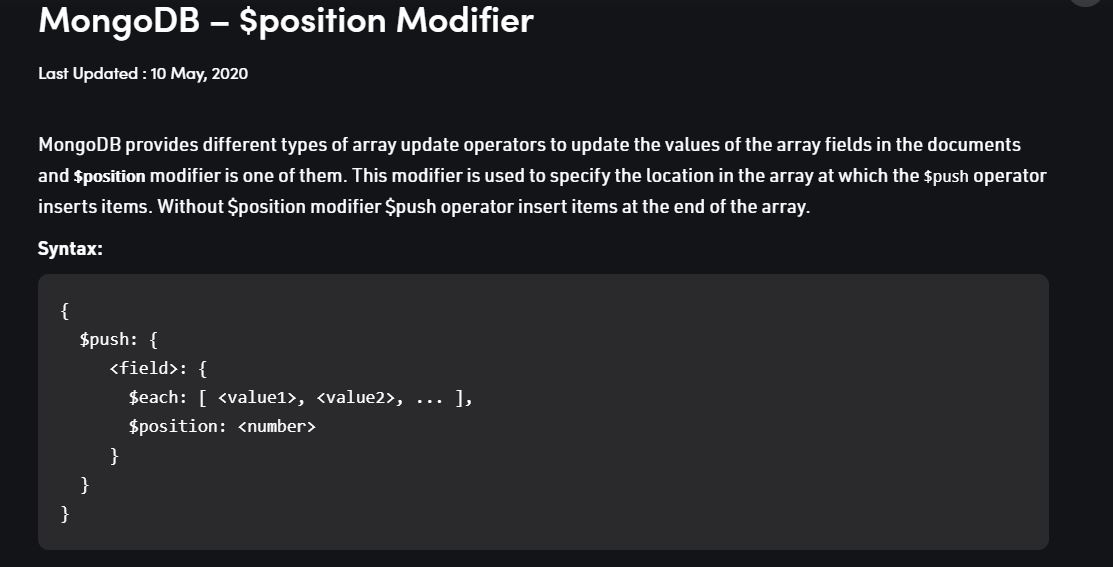 MongoDB – $position Modifier
Last Updated : 10 May, 2020
MongoDB provides different types of array update operators to update the values of the array fields in the documents
and $position modifier is one of them. This modifier is used to specify the location in the array at which the $push operator
inserts items. Without $position modifier $push operator insert items at the end of the array.
Syntax:
{
  $push: {
     <field>: {
       $each: [ <value1>, <value2>, ... ],
       $position: <number>
     }
  }
}